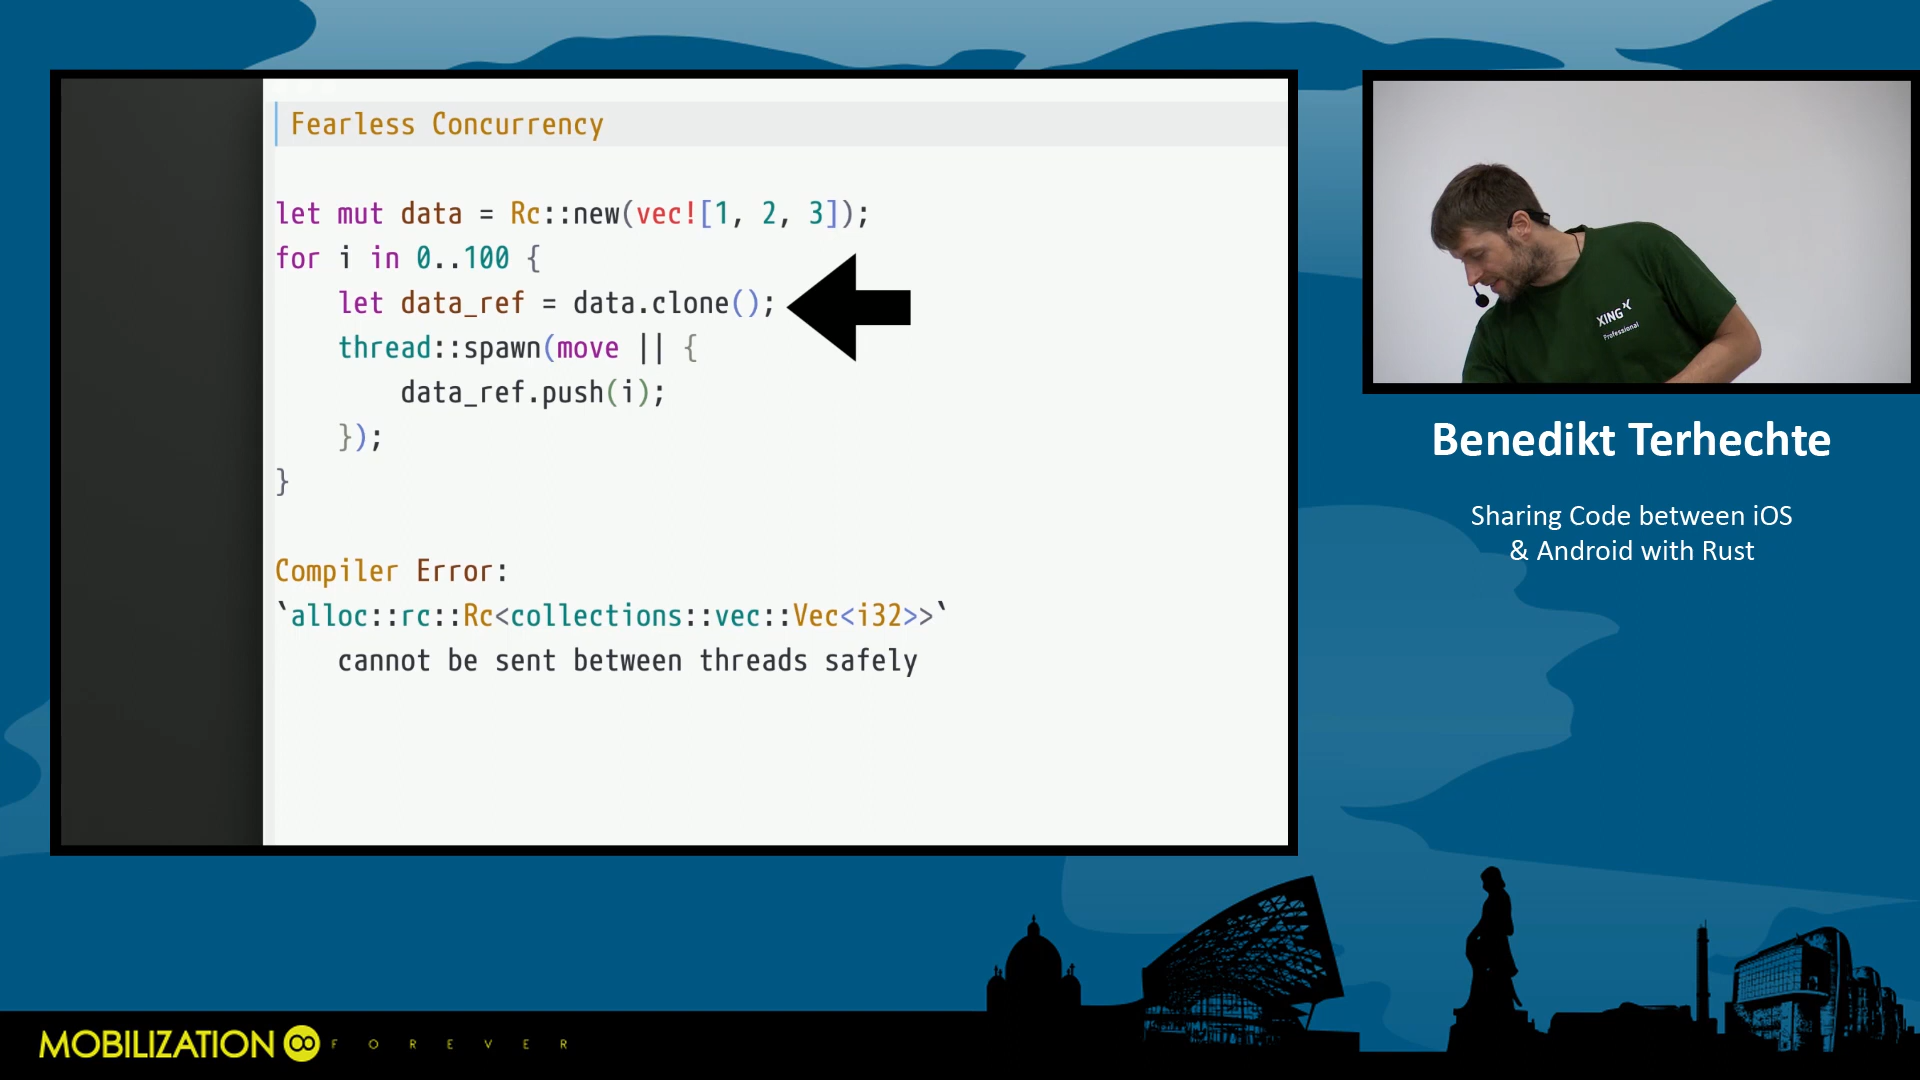 Fearless Concurrency
let mut data = Rc::new(vec![1, 2, 3]);
for i in 0..100 {
    let data_ref = data.clone();
    thread::spawn(move || {
        data_ref.push(i);
    });
}
Compiler Error:
`alloc::rc::Rc<collections::vec::Vec<i32>>`
    cannot be sent between threads safely
XING
Professional
Benedikt Terhechte
Sharing Code between iOS
& Android with Rust
MOBILIZATION FOREVER